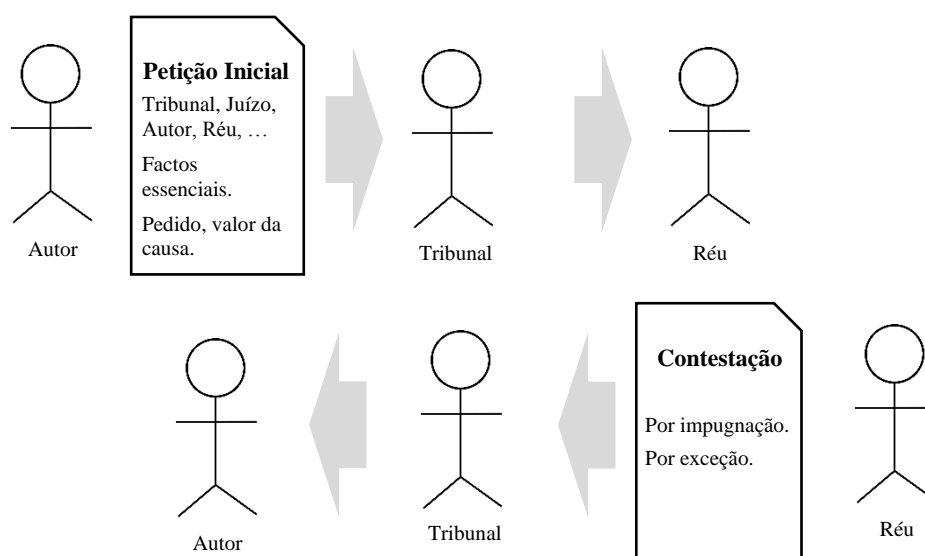 Petição Inicial
Tribunal, Juízo,
Autor, Réu, …
Factos
essenciais.
Pedido, valor da
causa.
Autor
Tribunal
Réu
Contestação
Por impugnação.
Por exceção.
Autor
Tribunal
Réu